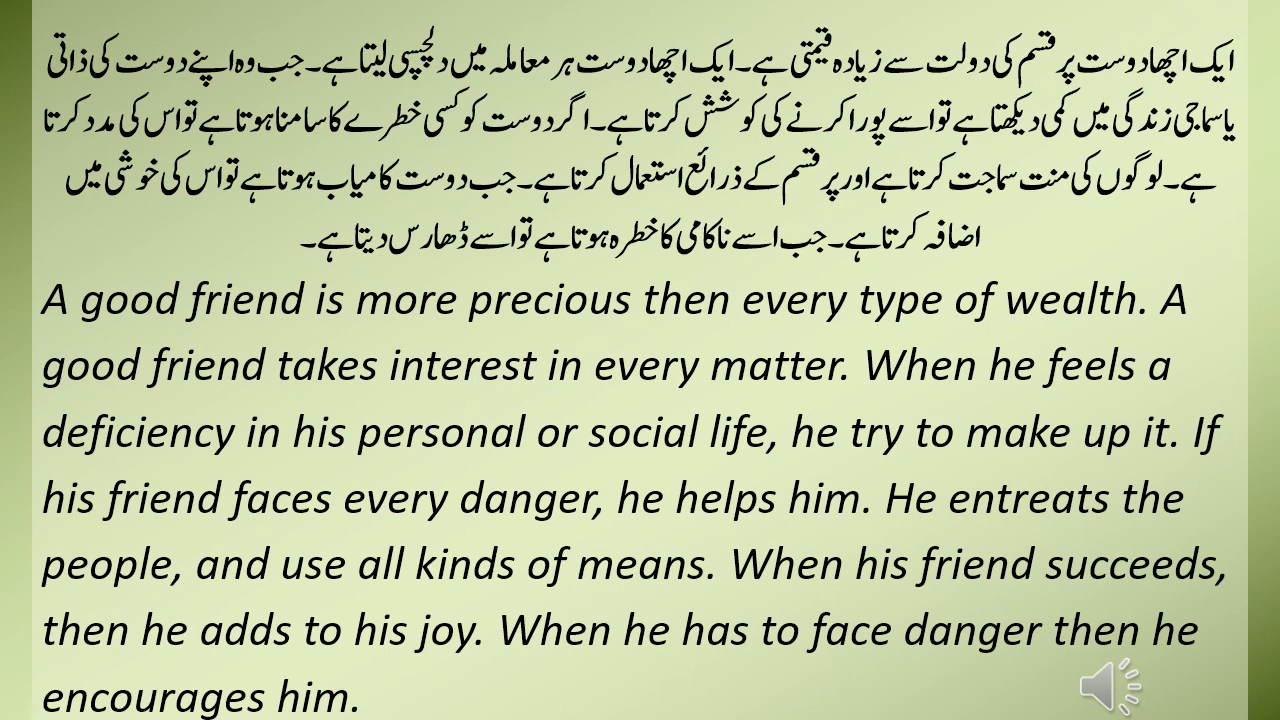 ایک اچھا دوست پر قسم کی دولت سے زیادہ قیمتی ہے۔ ایک اچھا دوست ہر معاملہ میں دلچسپی لیتا ہے۔ جب وہ اپنے دوست کی ذاتی
یا سماجی زندگی میں کمی دیکھتا ہے تو اسے پورا کرنے کی کوشش کرتا ہے۔ اگر دوست کو کسی خطرے کا سامنا ہوتا ہے تو اس کی مدد کرتا
ہے۔ لوگوں کی منت سماجت کرتا ہے اور پر قسم کے ذرائع استعمال کرتا ہے۔ جب دوست کامیاب ہوتا ہے تو اس کی خوشی میں
اضافہ کرتا ہے۔ جب اسے ناکامی کا خطرہ ہوتا ہے تو اسے ڈھارس دیتا ہے۔
A good friend is more precious then every type of wealth. A
good friend takes interest in every matter. When he feels a
deficiency in his personal or social life, he try to make up it. If
his friend faces every danger, he helps him. He entreats the
people, and use all kinds of means. When his friend succeeds,
then he adds to his joy. When he has to face danger then he
encourages him.